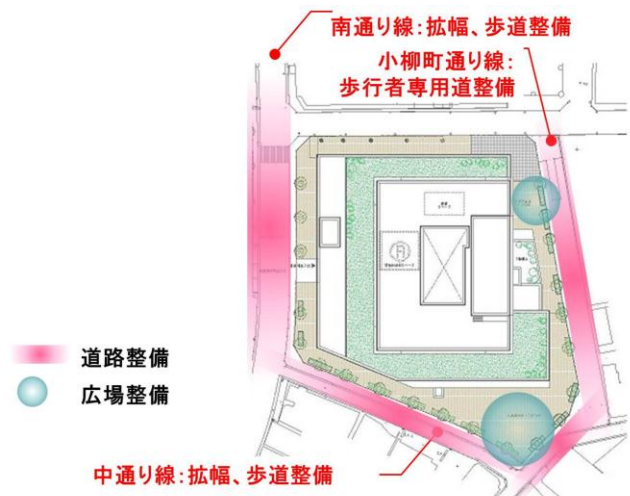 南通り線：拡幅、歩道整備
小柳町通り線：
歩行者専用道整備
道路整備
広場整備
中通り線：拡幅、歩道整備